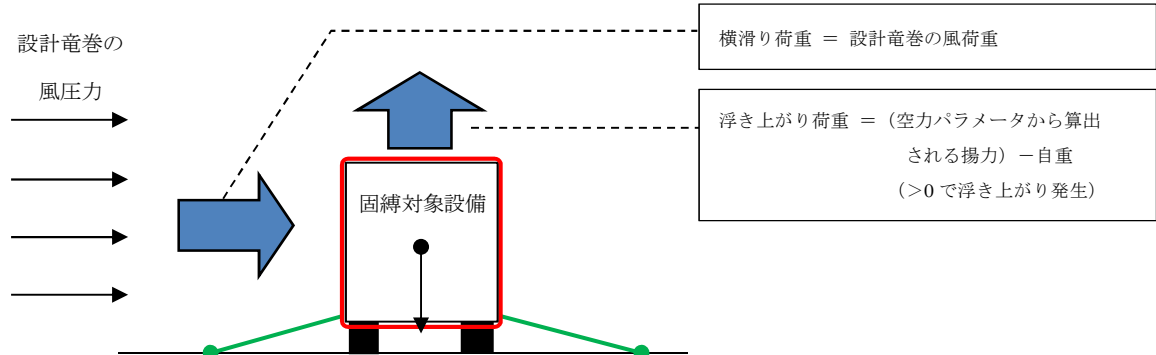 設計竜巻の
風圧力
横滑り荷重 ＝ 設計竜巻の風荷重
浮き上がり荷重 ＝（空力パラメータから算出
される揚力）－自重
（>0 で浮き上がり発生）
固縛対象設備